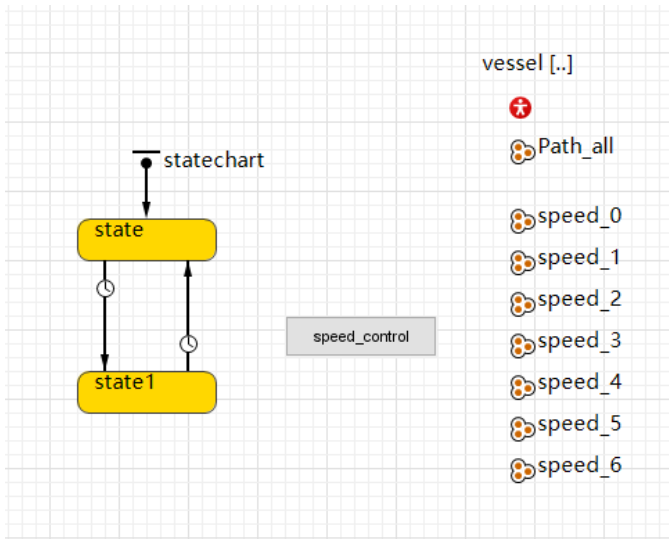 vessel [..]
Path_all
statechart
speed_0
state
speed_1
speed_2
speed_control
speed_3
state1
speed_4
speed_5
speed_6